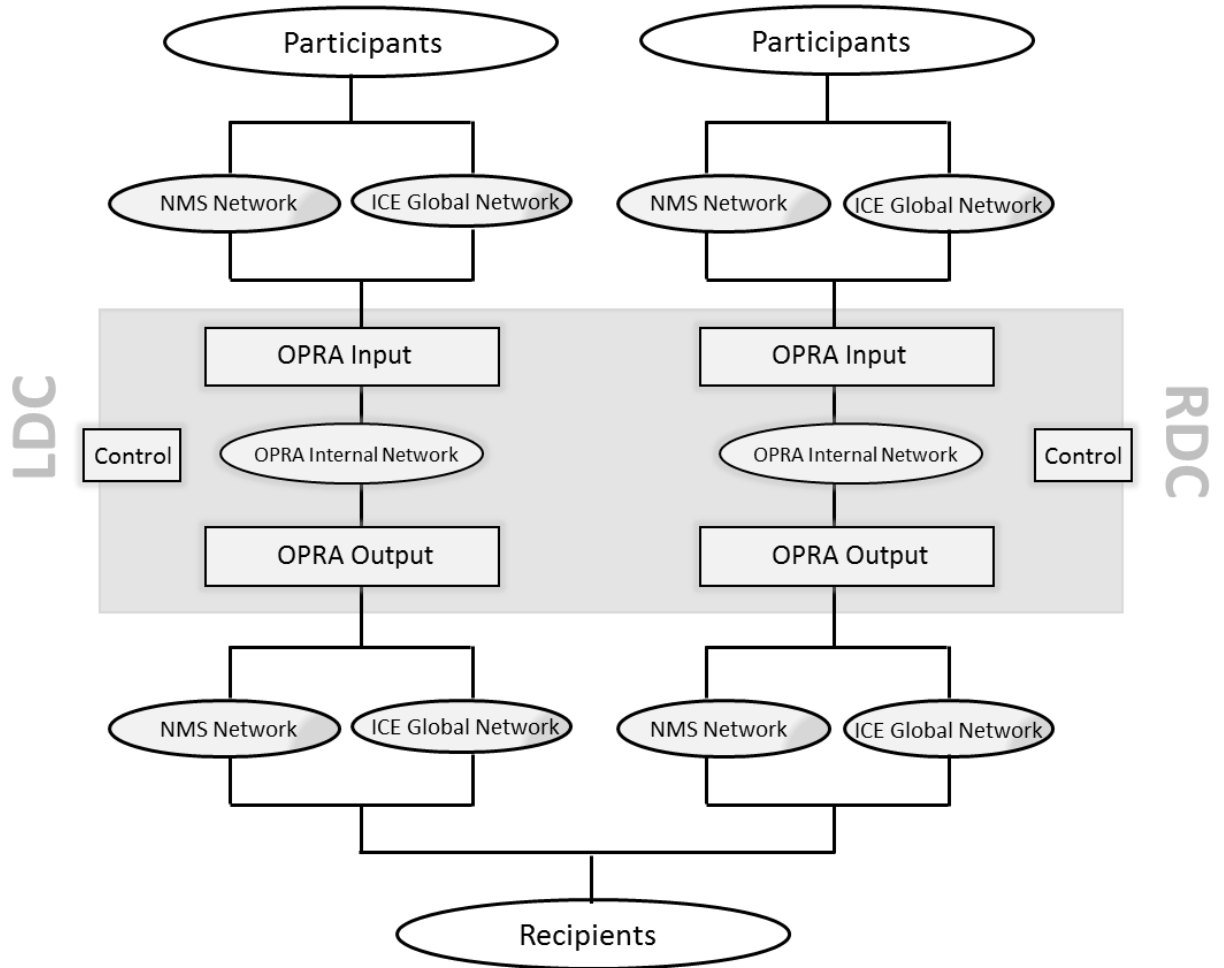 Participants
Participants
NMS Network
ICE Global Network
NMS Network
ICE Global Network
OPRA Input
OPRA Input
LDC
RDC
Control
OPRA Internal Network
OPRA Internal Network
Control
OPRA Output
OPRA Output
NMS Network
ICE Global Network
NMS Network
ICE Global Network
Recipients